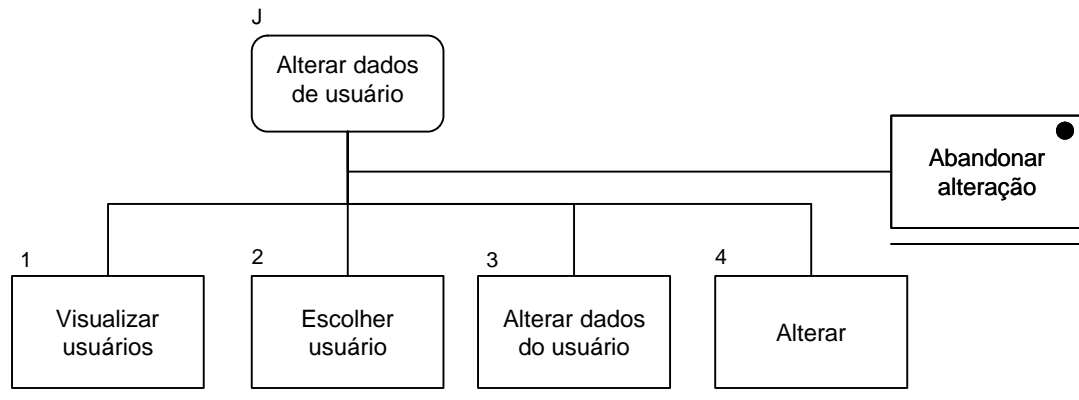 J
Alterar dados
de usuário
Abandonar
alteração
1
Visualizar
usuários
2
Escolher
usuário
3
Alterar dados
do usuário
4
Alterar